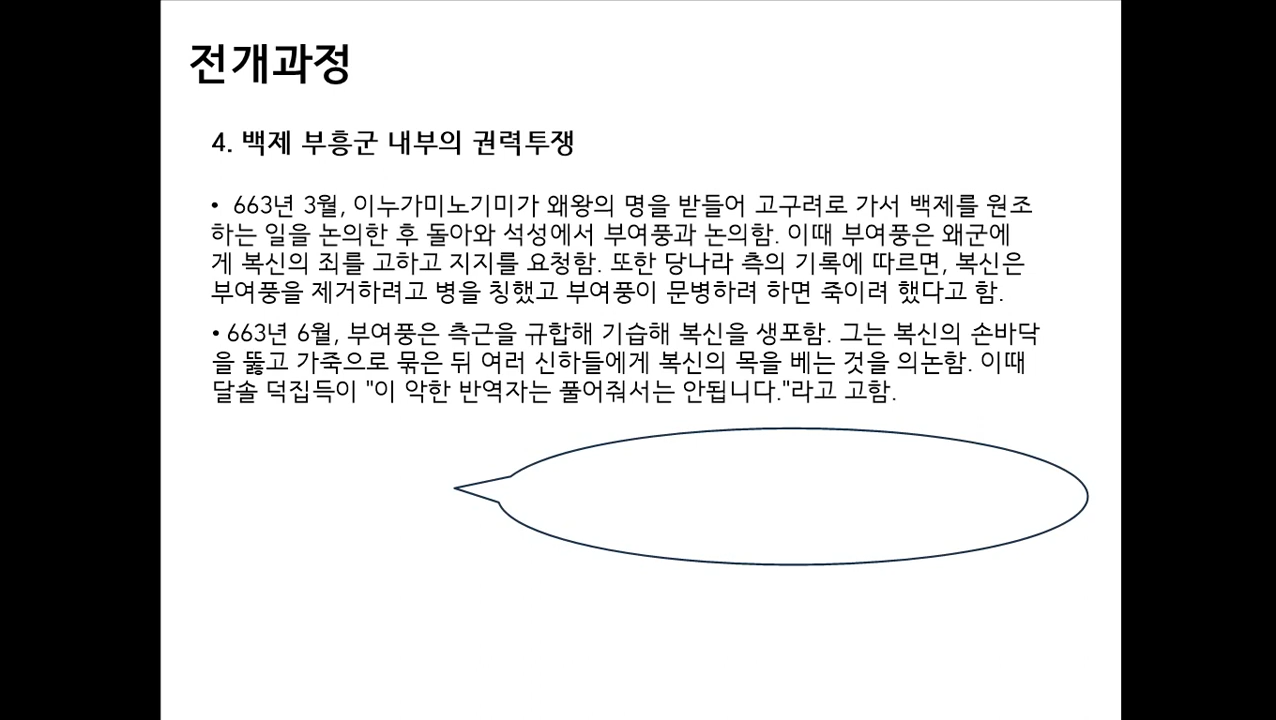 전개과정
4. 백제 부흥군 내부의 권력투쟁
• 663년 3월, 이누가미노기미가 왜왕의 명을 받들어 고구려로 가서 백제를 원조
하는 일을 논의한 후 돌아와 석성에서 부여풍과 논의함. 이때 부여풍은 왜군에
게 복신의 죄를 고하고 지지를 요청함. 또한 당나라 측의 기록에 따르면, 복신은
부여풍을 제거하려고 병을 칭했고 부여풍이 문병하려 하면 죽이려 했다고 함.
• 663년 6월, 부여풍은 측근을 규합해 기습해 복신을 생포함. 그는 복신의 손바닥
을 뚫고 가죽으로 묶은 뒤 여러 신하들에게 복신의 목을 베는 것을 의논함. 이때
달솔 덕집득이 "이 악한 반역자는 풀어줘서는 안됩니다."라고 고함.